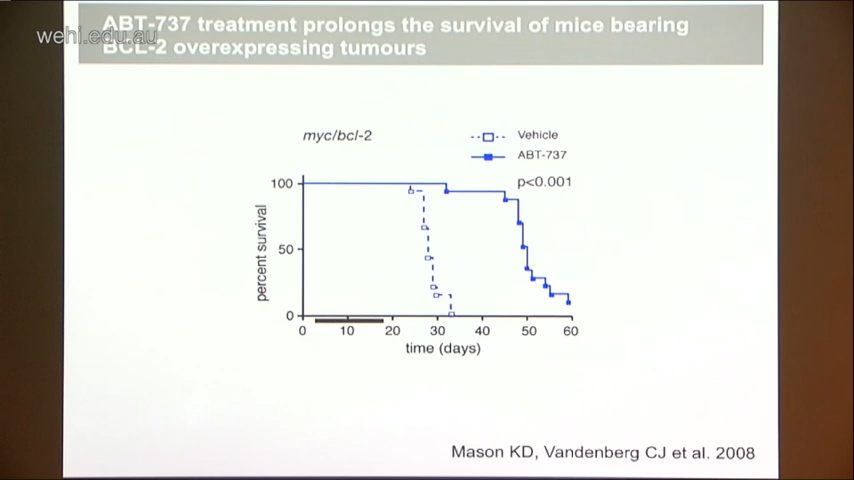 ABT-737 treatment prolongs the survival of mice bearing
wehi.edu.au
BCL-2 overexpressing tumours
myc/bcl-2
Vehicle
ABT-737
p<0.001
100
50
0
percent survival
0 10 20 30 40 50 60
time (days)
Mason KD, Vandenberg CJ et al. 2008